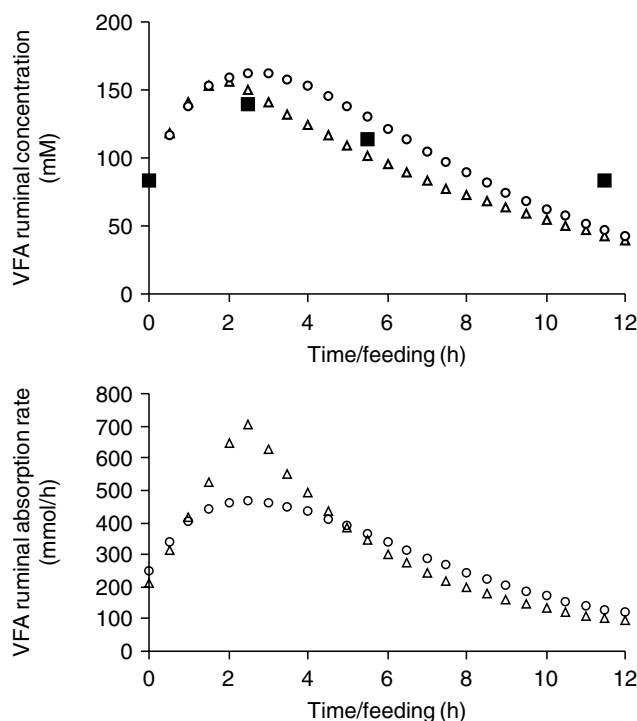 VFA ruminal concentration
(mM)
200
150
100
50
0
0 2 4 6 8 10 12
Time/feeding (h)
VFA ruminal absorption rate
(mmol/h)
800
700
600
500
400
300
200
100
0
0 2 4 6 8 10 12
Time/feeding (h)